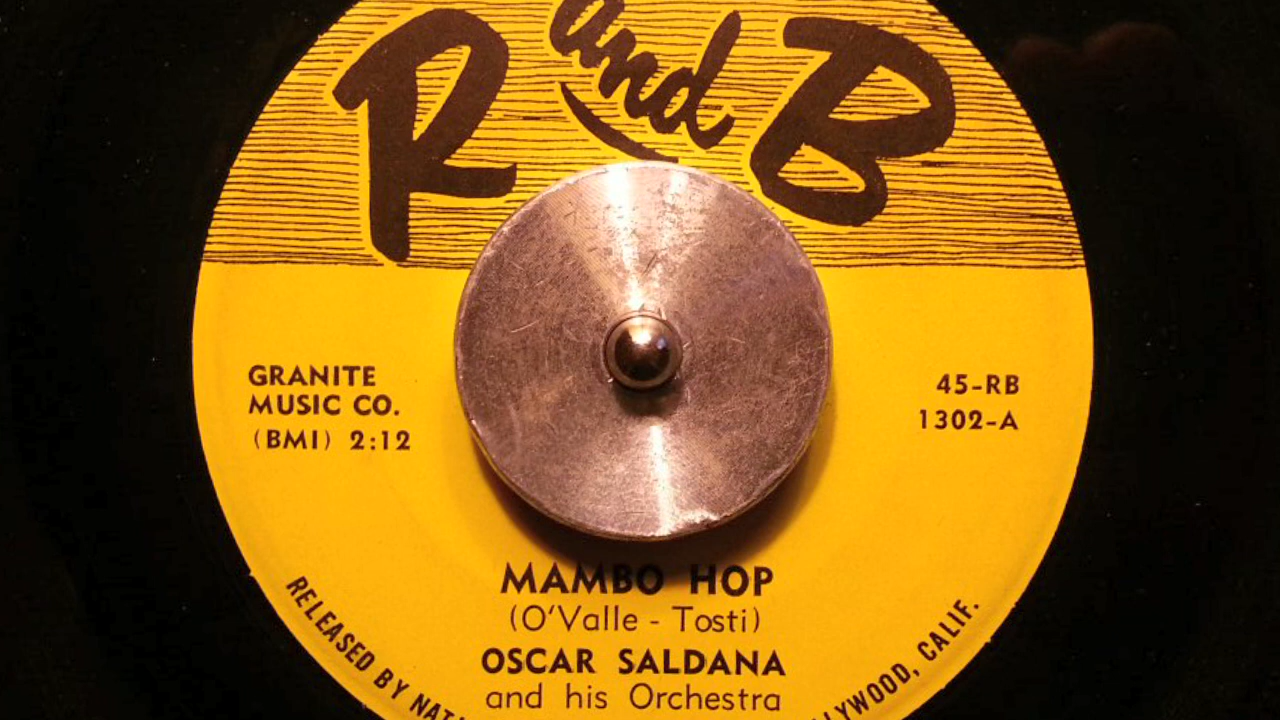 R and B
GRANITE
MUSIC CO.
(BMI) 2:12
45-RB
1302-A
MAMBO HOP
(O'Valle - Tosti)
OSCAR SALDANA
and his Orchestra
RELEASED BY
CALIF.